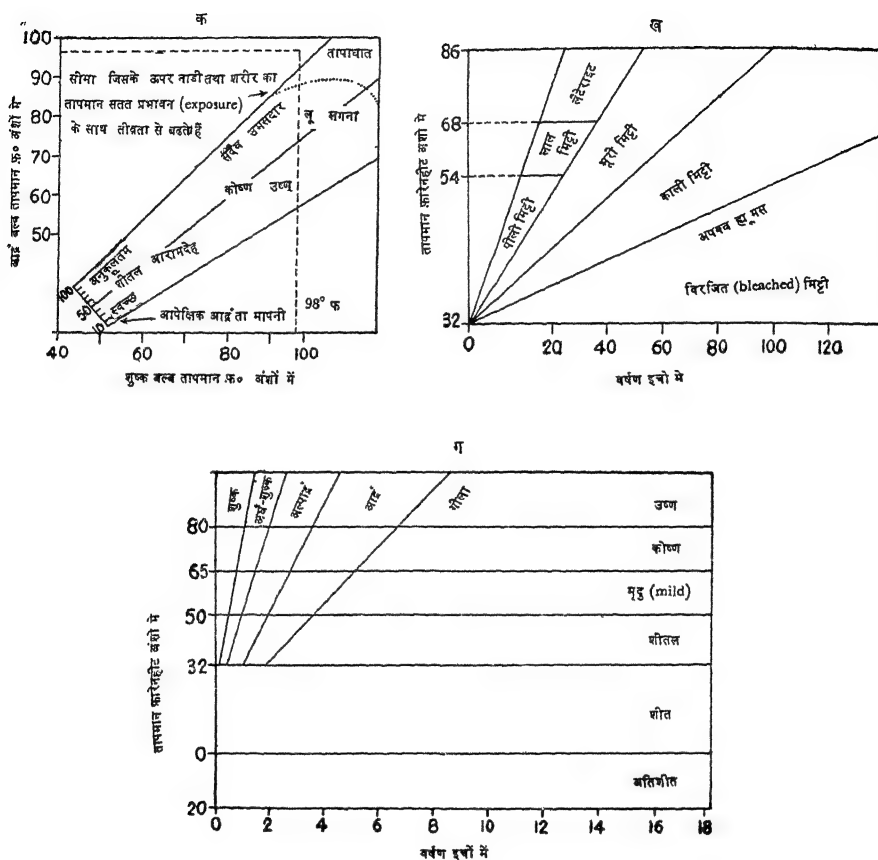 क
100
90
80
70
60
50
40
60
80
100
आर्द्र बल्ब तापमान फ़० अंशों में
शुष्क बल्ब तापमान फ़० अंशों में
सीमा जिसके ऊपर नाडी तथा शरीर का
तापमान सतत प्रभावन (exposure)
के साथ तीव्रता से बढते हैं
तापाघात
लू लगना
सदैव उमसदार
कोष्ण उष्ण
अनुकूलतम
शीतल आरामदेह
स्वच्छ
100
50
10
आपेक्षिक आर्द्रता मापनी
98° फ
ख
86
68
54
32
0
20
40
60
80
100
120
तापमान फ़ारेनहीट अंशों में
वर्षण इचो मे
लैटेराइट
लाल मिट्टी
पीली मिट्टी
भूरी मिट्टी
काली मिट्टी
अपक्व ह्यूमस
विरंजित (bleached) मिट्टी
ग
80
65
50
32
0
20
0
2
4
6
8
10
12
14
16
18
तापमान फ़ारेनहीट अंशो मे
वर्षण इचों में
शुष्क
अर्ध-शुष्क
अल्पार्द्र
आर्द्र
गीला
उष्ण
कोष्ण
मृदु (mild)
शीतल
शीत
अतिशीत